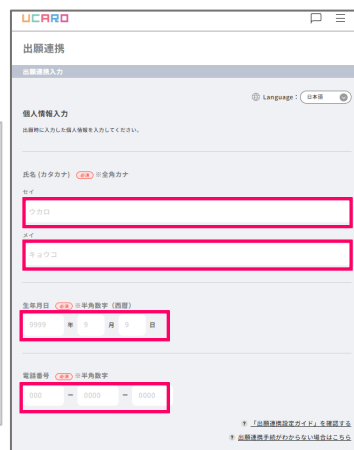 UCARO
出願連携
出願連携入力
Language： 日本語
個人情報入力
出願時に入力した個人情報を入力してください。
氏名 (カタカナ) 必須 ※全角カナ
セイ
ウカロ
メイ
キョウコ
生年月日 必須 ※半角数字（西暦）
9999 年 9 月 9 日
電話番号 必須 ※半角数字
000 － 0000 － 0000
? 「出願連携設定ガイド」を確認する
? 出願連携手続がわからない場合はこちら